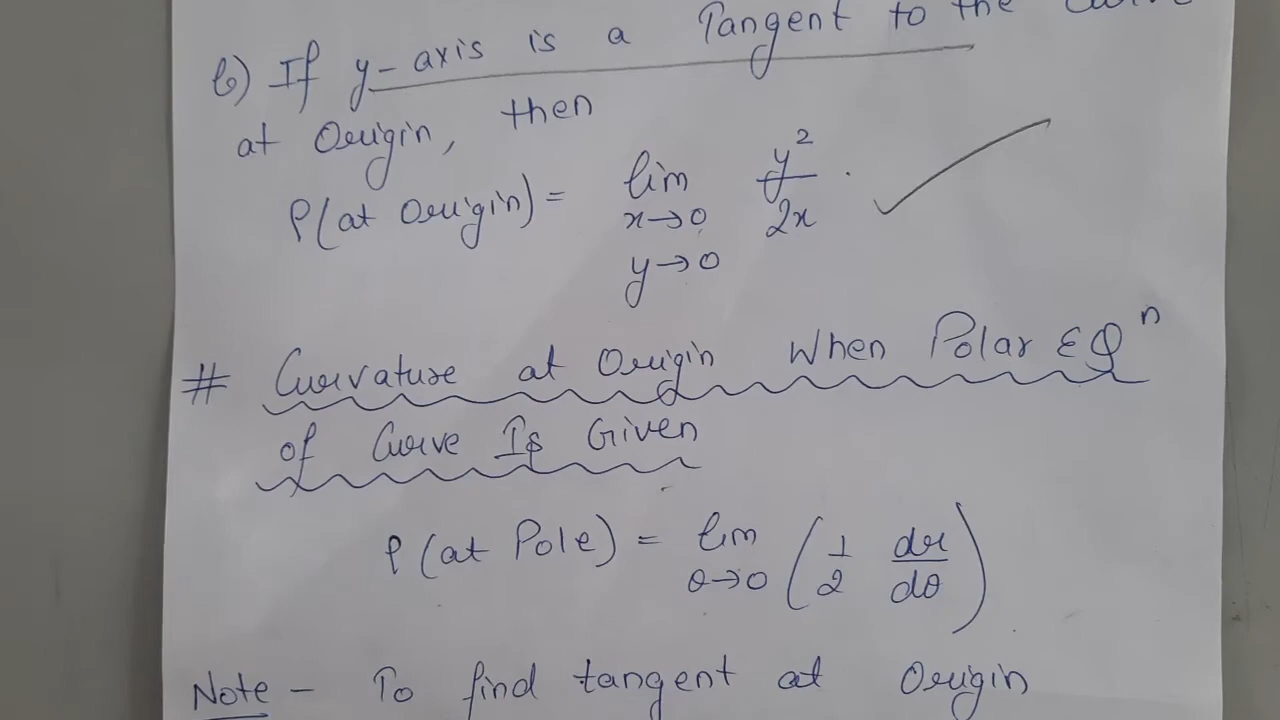 b) If y-axis is a Tangent to the Curve
at Origin, then
ρ(at Origin) = lim x→0 y→0 y²/2x .
# Curvature at Origin When Polar EQⁿ
of Curve Is Given
ρ(at Pole) = lim θ→0 (1/2 dr/dθ)
Note - To find tangent at Origin